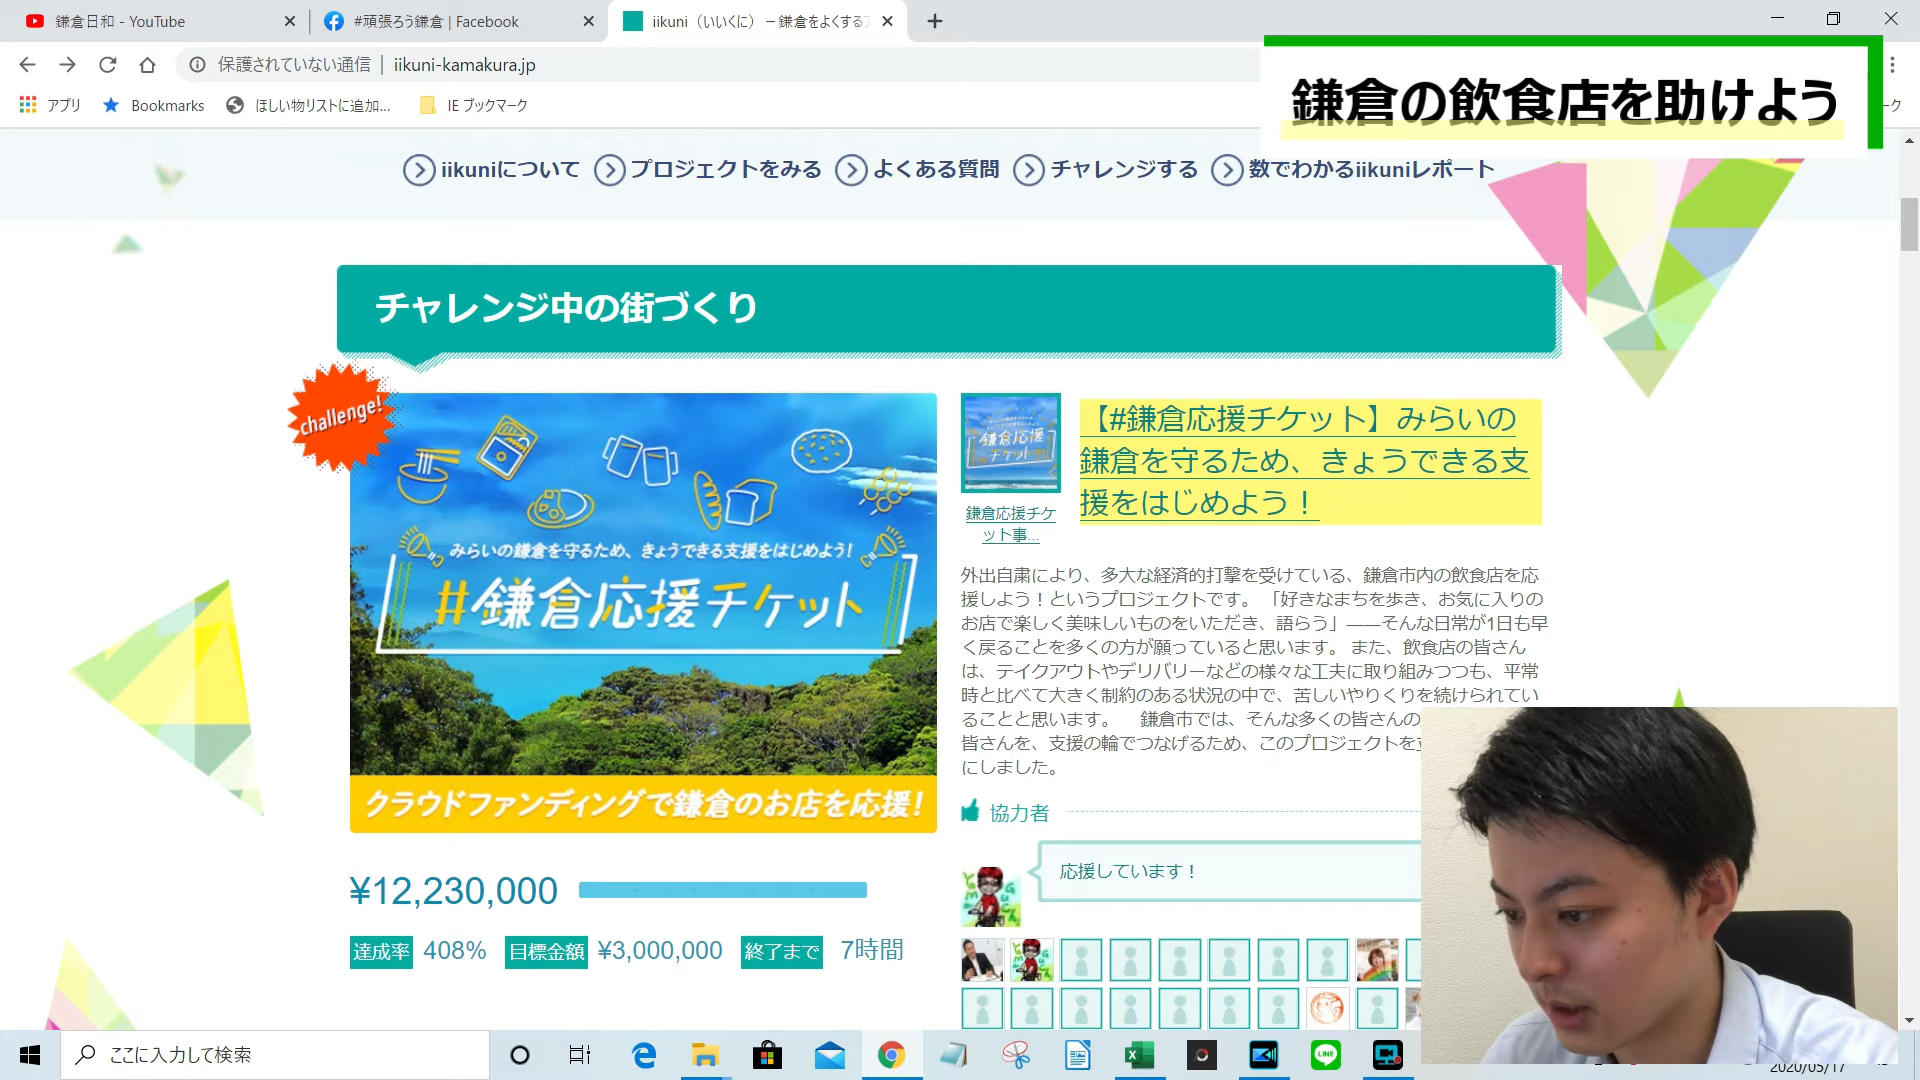 鎌倉日和 - YouTube
#頑張ろう鎌倉 | Facebook
iikuni（いいくに）－鎌倉をよくする
保護されていない通信 | iikuni-kamakura.jp
アプリ
Bookmarks
ほしい物リストに追加...
IE ブックマーク
鎌倉の飲食店を助けよう
iikuniについて
プロジェクトをみる
よくある質問
チャレンジする
数でわかるiikuniレポート
チャレンジ中の街づくり
challenge!
みらいの鎌倉を守るため、きょうできる支援をはじめよう!
#鎌倉応援チケット
クラウドファンディングで鎌倉のお店を応援!
¥12,230,000
達成率 408% 目標金額 ¥3,000,000 終了まで 7時間
鎌倉応援
チケット
鎌倉応援チケ
ット事...
【#鎌倉応援チケット】みらいの
鎌倉を守るため、きょうできる支
援をはじめよう！
外出自粛により、多大な経済的打撃を受けている、鎌倉市内の飲食店を応
援しよう！というプロジェクトです。 「好きなまちを歩き、お気に入りの
お店で楽しく美味しいものをいただき、語らう」——そんな日常が1日も早
く戻ることを多くの方が願っていると思います。 また、飲食店の皆さん
は、テイクアウトやデリバリーなどの様々な工夫に取り組みつつも、平常
時と比べて大きく制約のある状況の中で、苦しいやりくりを続けられてい
ることと思います。 鎌倉市では、そんな多くの皆さんの
皆さんを、支援の輪でつなげるため、このプロジェクトを
にしました。
協力者
応援しています！
ここに入力して検索
LINE
2020/05/17